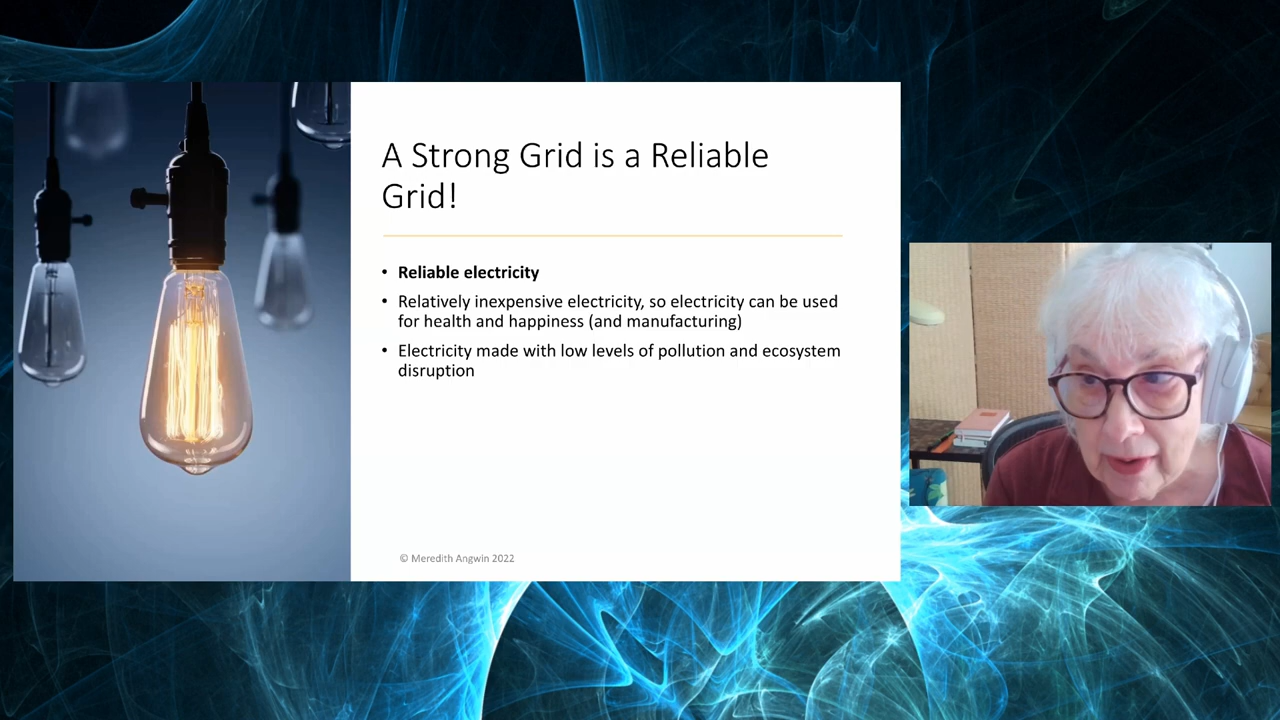 A Strong Grid is a Reliable
Grid!
• Reliable electricity
• Relatively inexpensive electricity, so electricity can be used
for health and happiness (and manufacturing)
• Electricity made with low levels of pollution and ecosystem
disruption
© Meredith Angwin 2022